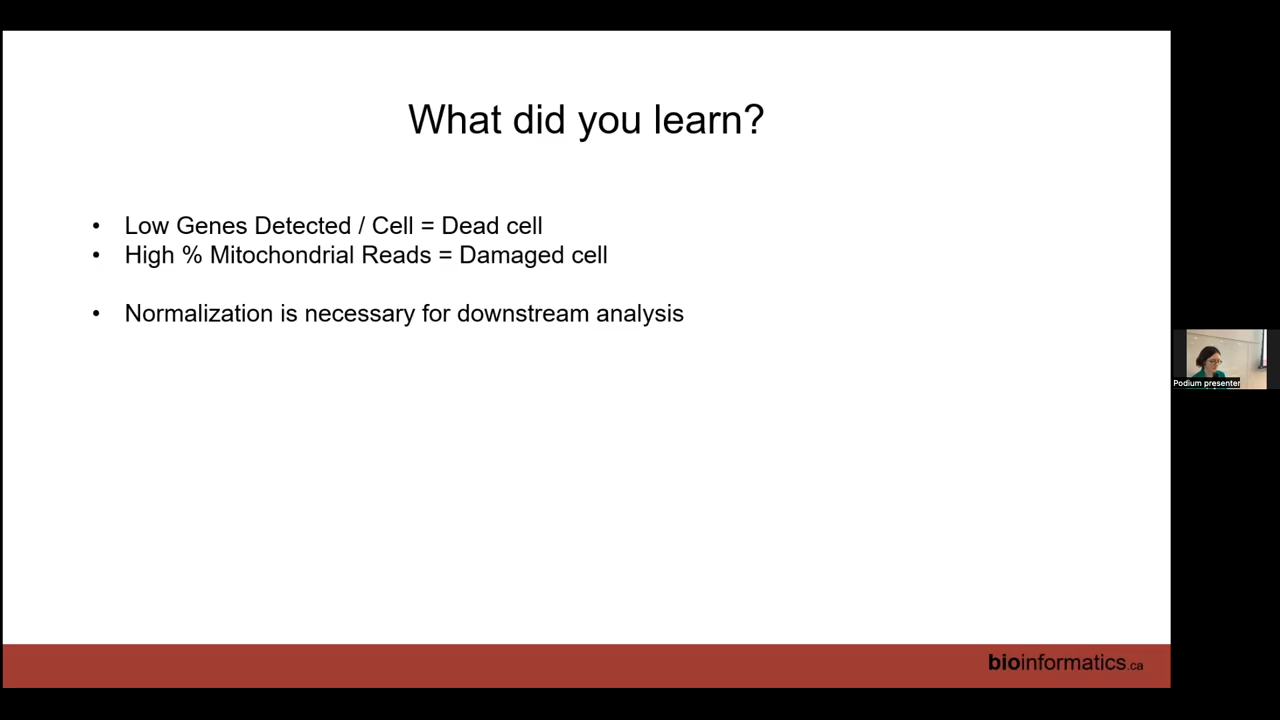 What did you learn?
• Low Genes Detected / Cell = Dead cell
• High % Mitochondrial Reads = Damaged cell
• Normalization is necessary for downstream analysis
Podium presenter
bioinformatics.ca